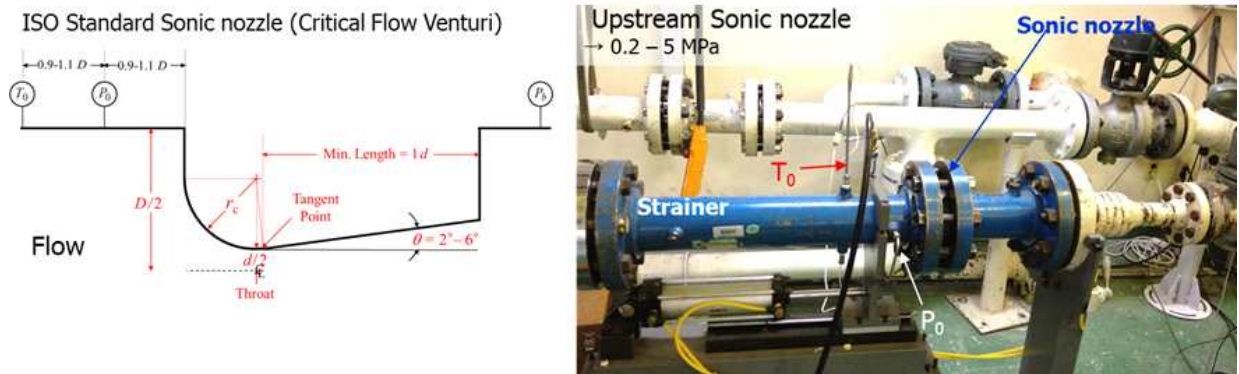 ISO Standard Sonic nozzle (Critical Flow Venturi)
0.9-1.1 D
0.9-1.1 D
T0
P0
Pb
Min. Length = 1d
D/2
rc
Tangent
Point
Flow
θ = 2°–6°
d/2
Throat
Upstream Sonic nozzle
→ 0.2 – 5 MPa
Sonic nozzle
T0
Strainer
P0